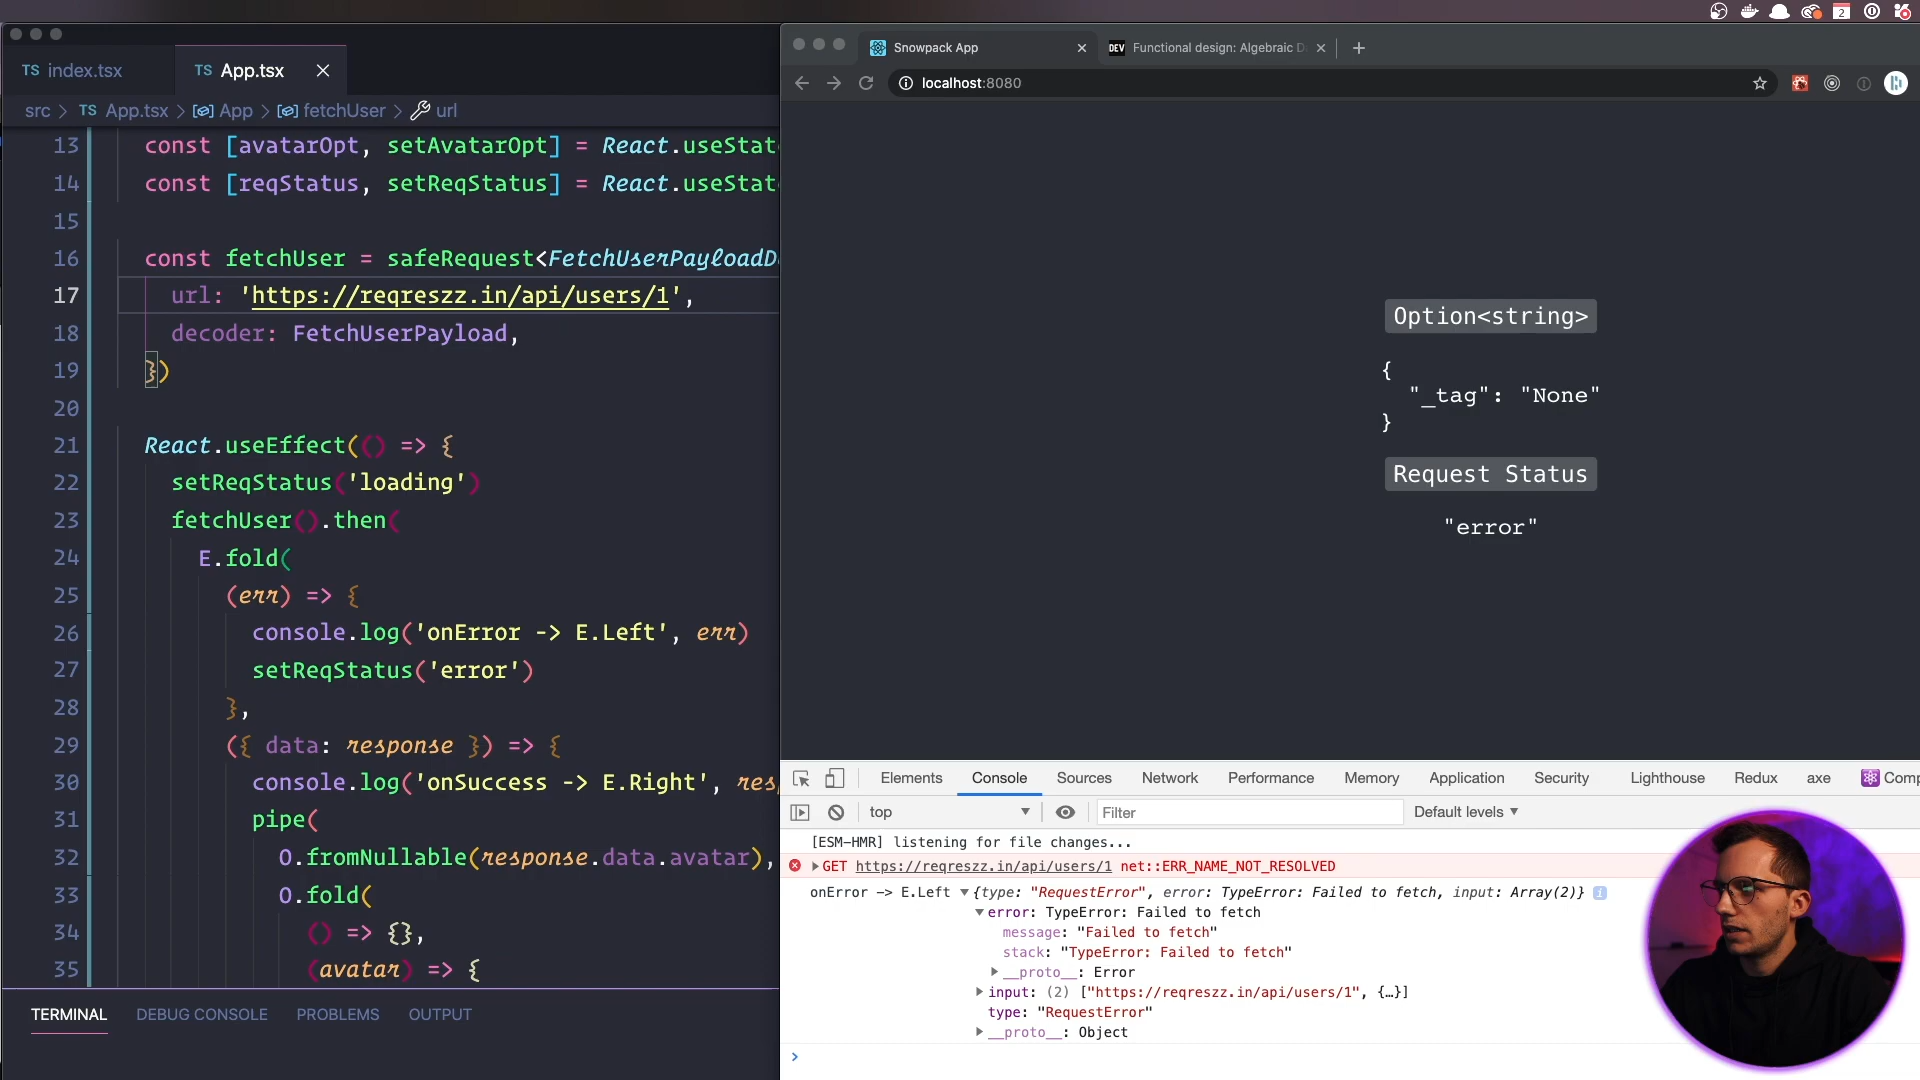 2
TS index.tsx
TS App.tsx
src > TS App.tsx > App > fetchUser > url
13 const [avatarOpt, setAvatarOpt] = React.useStat
14 const [reqStatus, setReqStatus] = React.useStat
15
16 const fetchUser = safeRequest<FetchUserPayloadD
17 url: 'https://reqreszz.in/api/users/1',
18 decoder: FetchUserPayload,
19 })
20
21 React.useEffect(() => {
22 setReqStatus('loading')
23 fetchUser().then(
24 E.fold(
25 (err) => {
26 console.log('onError -> E.Left', err)
27 setReqStatus('error')
28 },
29 ({ data: response }) => {
30 console.log('onSuccess -> E.Right', res
31 pipe(
32 O.fromNullable(response.data.avatar),
33 O.fold(
34 () => {},
35 (avatar) => {
TERMINAL DEBUG CONSOLE PROBLEMS OUTPUT
Snowpack App
DEV Functional design: Algebraic D
localhost:8080
Option<string>
{
"_tag": "None"
}
Request Status
"error"
Elements Console Sources Network Performance Memory Application Security Lighthouse Redux axe Comp
top Filter Default levels
[ESM-HMR] listening for file changes...
GET https://reqreszz.in/api/users/1 net::ERR_NAME_NOT_RESOLVED
onError -> E.Left {type: "RequestError", error: TypeError: Failed to fetch, input: Array(2)} i
error: TypeError: Failed to fetch
message: "Failed to fetch"
stack: "TypeError: Failed to fetch"
__proto__: Error
input: (2) ["https://reqreszz.in/api/users/1", {…}]
type: "RequestError"
__proto__: Object
>